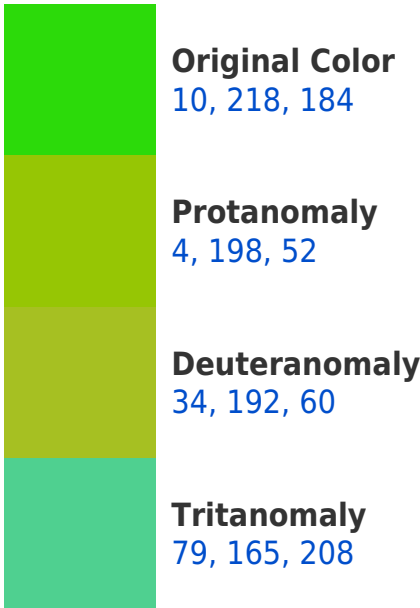 Original Color
10, 218, 184
Protanomaly
4, 198, 52
Deuteranomaly
34, 192, 60
Tritanomaly
79, 165, 208